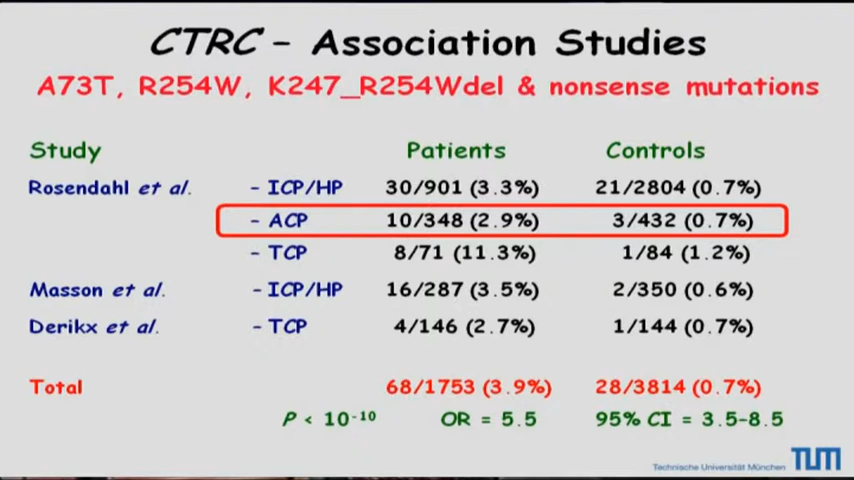 CTRC – Association Studies
A73T, R254W, K247_R254Wdel & nonsense mutations
Study Patients Controls
Rosendahl et al. – ICP/HP 30/901 (3.3%) 21/2804 (0.7%)
– ACP 10/348 (2.9%) 3/432 (0.7%)
– TCP 8/71 (11.3%) 1/84 (1.2%)
Masson et al. – ICP/HP 16/287 (3.5%) 2/350 (0.6%)
Derikx et al. – TCP 4/146 (2.7%) 1/144 (0.7%)
Total 68/1753 (3.9%) 28/3814 (0.7%)
P < 10-10 OR = 5.5 95% CI = 3.5–8.5
Technische Universität München TUM